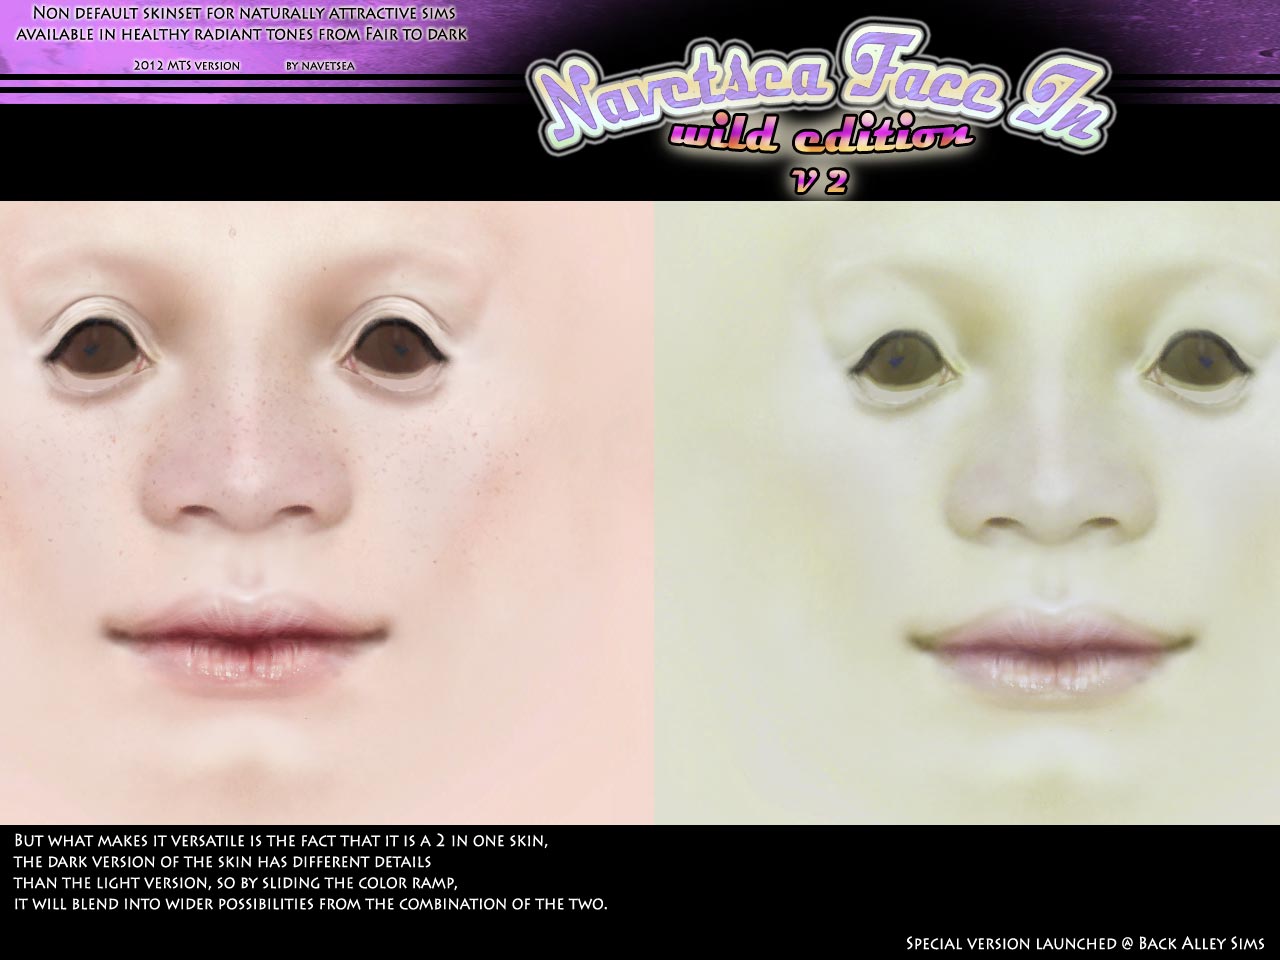 Non default skinset for naturally attractive sims
available in healthy radiant tones from Fair to dark
2012 MTS version by navetsea
Navetsea Face In
wild edition
v 2
But what makes it versatile is the fact that it is a 2 in one skin,
the dark version of the skin has different details
than the light version, so by sliding the color ramp,
it will blend into wider possibilities from the combination of the two.
Special version launched @ Back Alley Sims